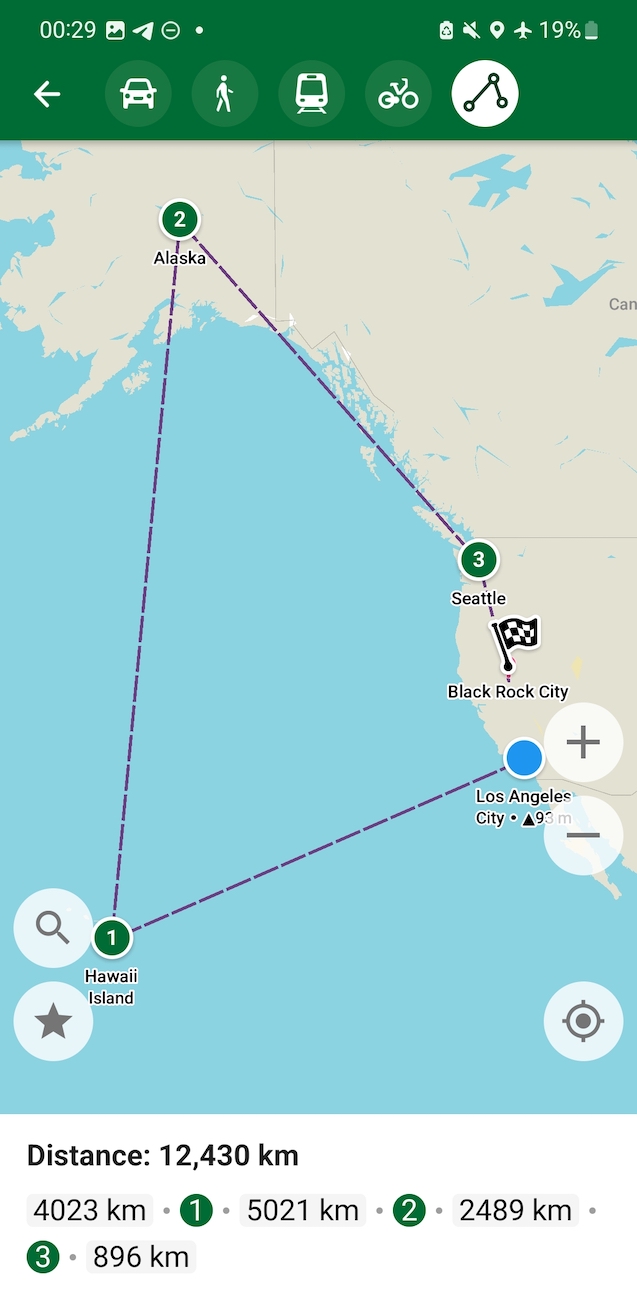 00:29 19%
2
Alaska
Can
3
Seattle
Black Rock City
Los Angeles
City • ▲93 m
1
Hawaii
Island
Distance: 12,430 km
4023 km • 1 • 5021 km • 2 • 2489 km •
3 • 896 km